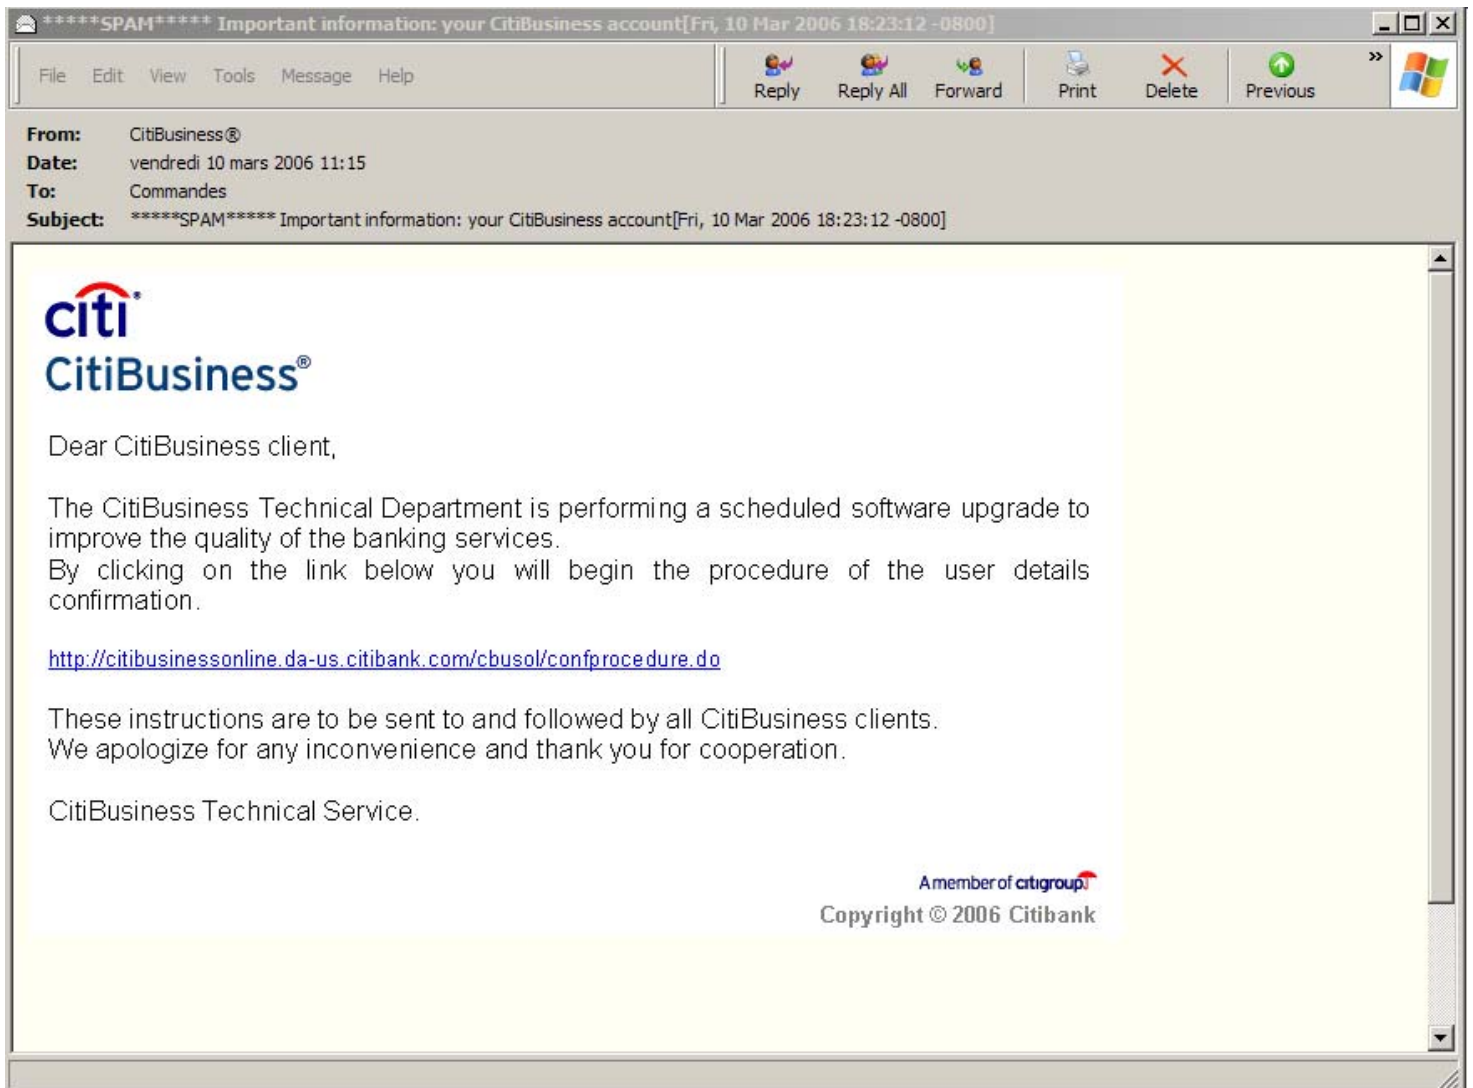 *****SPAM***** Important information: your CitiBusiness account[Fri, 10 Mar 2006 18:23:12 -0800]
File Edit View Tools Message Help
Reply Reply All Forward Print Delete Previous »
From: CitiBusiness®
Date: vendredi 10 mars 2006 11:15
To: Commandes
Subject: *****SPAM***** Important information: your CitiBusiness account[Fri, 10 Mar 2006 18:23:12 -0800]
citi®
CitiBusiness®
Dear CitiBusiness client,
The CitiBusiness Technical Department is performing a scheduled software upgrade to
improve the quality of the banking services.
By clicking on the link below you will begin the procedure of the user details
confirmation.
http://citibusinessonline.da-us.citibank.com/cbusol/confprocedure.do
These instructions are to be sent to and followed by all CitiBusiness clients.
We apologize for any inconvenience and thank you for cooperation.
CitiBusiness Technical Service.
A member of citigroup
Copyright © 2006 Citibank